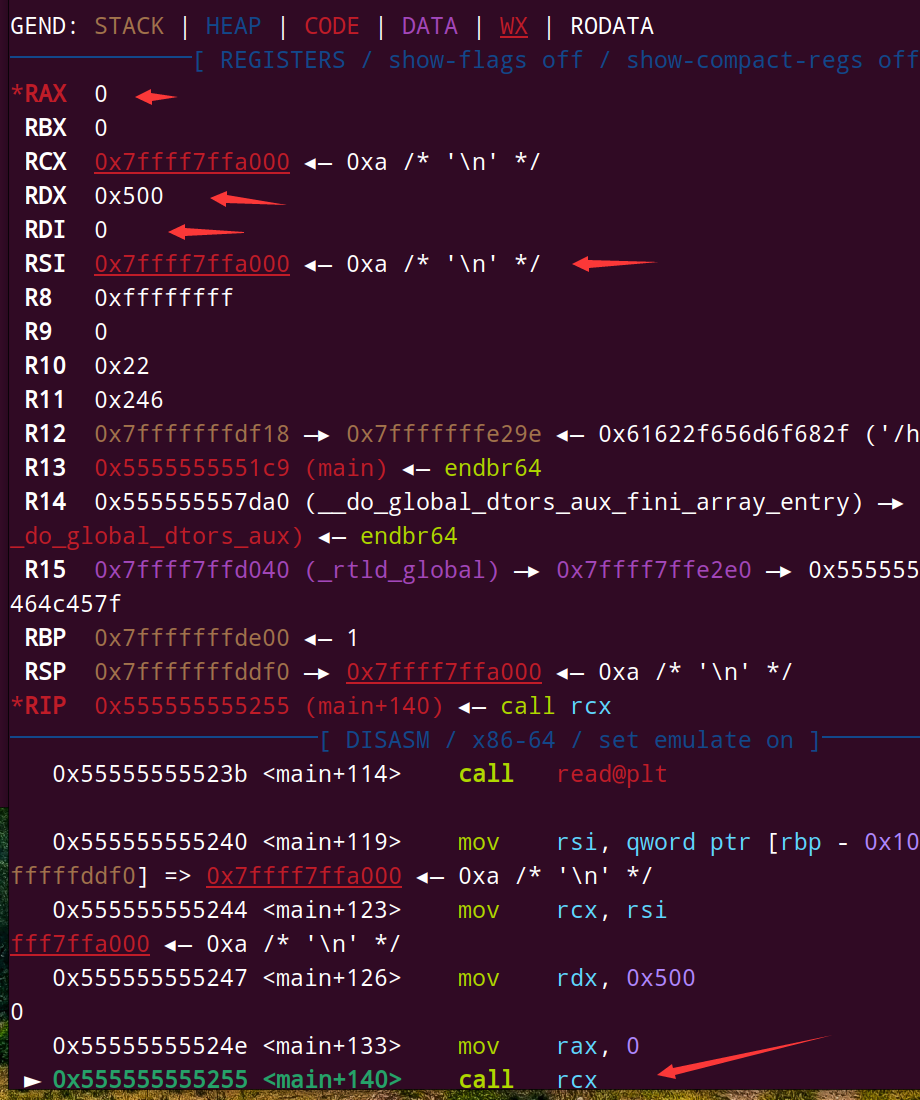 GEND: STACK | HEAP | CODE | DATA | WX | RODATA
[ REGISTERS / show-flags off / show-compact-regs off
*RAX 0
RBX 0
RCX 0x7ffff7ffa000 ◂— 0xa /* '\n' */
RDX 0x500
RDI 0
RSI 0x7ffff7ffa000 ◂— 0xa /* '\n' */
R8 0xffffffff
R9 0
R10 0x22
R11 0x246
R12 0x7fffffffdf18 —▸ 0x7fffffffe29e ◂— 0x61622f656d6f682f ('/h
R13 0x5555555551c9 (main) ◂— endbr64
R14 0x555555557da0 (__do_global_dtors_aux_fini_array_entry) —▸
_do_global_dtors_aux) ◂— endbr64
R15 0x7ffff7ffd040 (_rtld_global) —▸ 0x7ffff7ffe2e0 —▸ 0x555555
464c457f
RBP 0x7fffffffde00 ◂— 1
RSP 0x7fffffffddf0 —▸ 0x7ffff7ffa000 ◂— 0xa /* '\n' */
*RIP 0x555555555255 (main+140) ◂— call rcx
[ DISASM / x86-64 / set emulate on ]
0x55555555523b <main+114> call read@plt
0x555555555240 <main+119> mov rsi, qword ptr [rbp - 0x10
fffffddf0] => 0x7ffff7ffa000 ◂— 0xa /* '\n' */
0x555555555244 <main+123> mov rcx, rsi
fff7ffa000 ◂— 0xa /* '\n' */
0x555555555247 <main+126> mov rdx, 0x500
0
0x55555555524e <main+133> mov rax, 0
► 0x555555555255 <main+140> call rcx